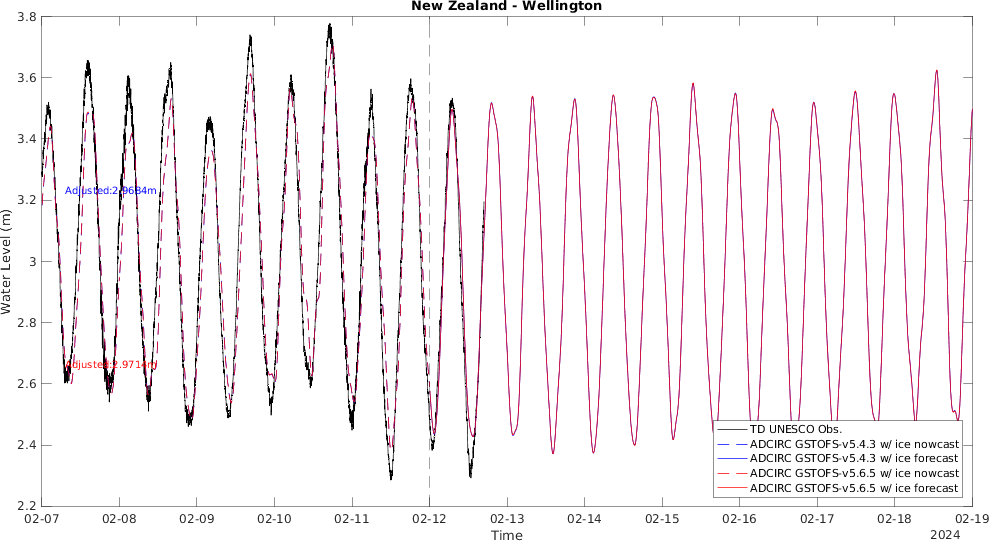 New Zealand - Wellington
3.8
3.6
3.4
3.2
3
2.8
2.6
2.4
2.2
Water Level (m)
Adjusted:2.9684m
Adjusted:2.9714m
TD UNESCO Obs.
ADCIRC GSTOFS-v5.4.3 w/ ice nowcast
ADCIRC GSTOFS-v5.4.3 w/ ice forecast
ADCIRC GSTOFS-v5.6.5 w/ ice nowcast
ADCIRC GSTOFS-v5.6.5 w/ ice forecast
02-07 02-08 02-09 02-10 02-11 02-12 02-13 02-14 02-15 02-16 02-17 02-18 02-19
Time
2024